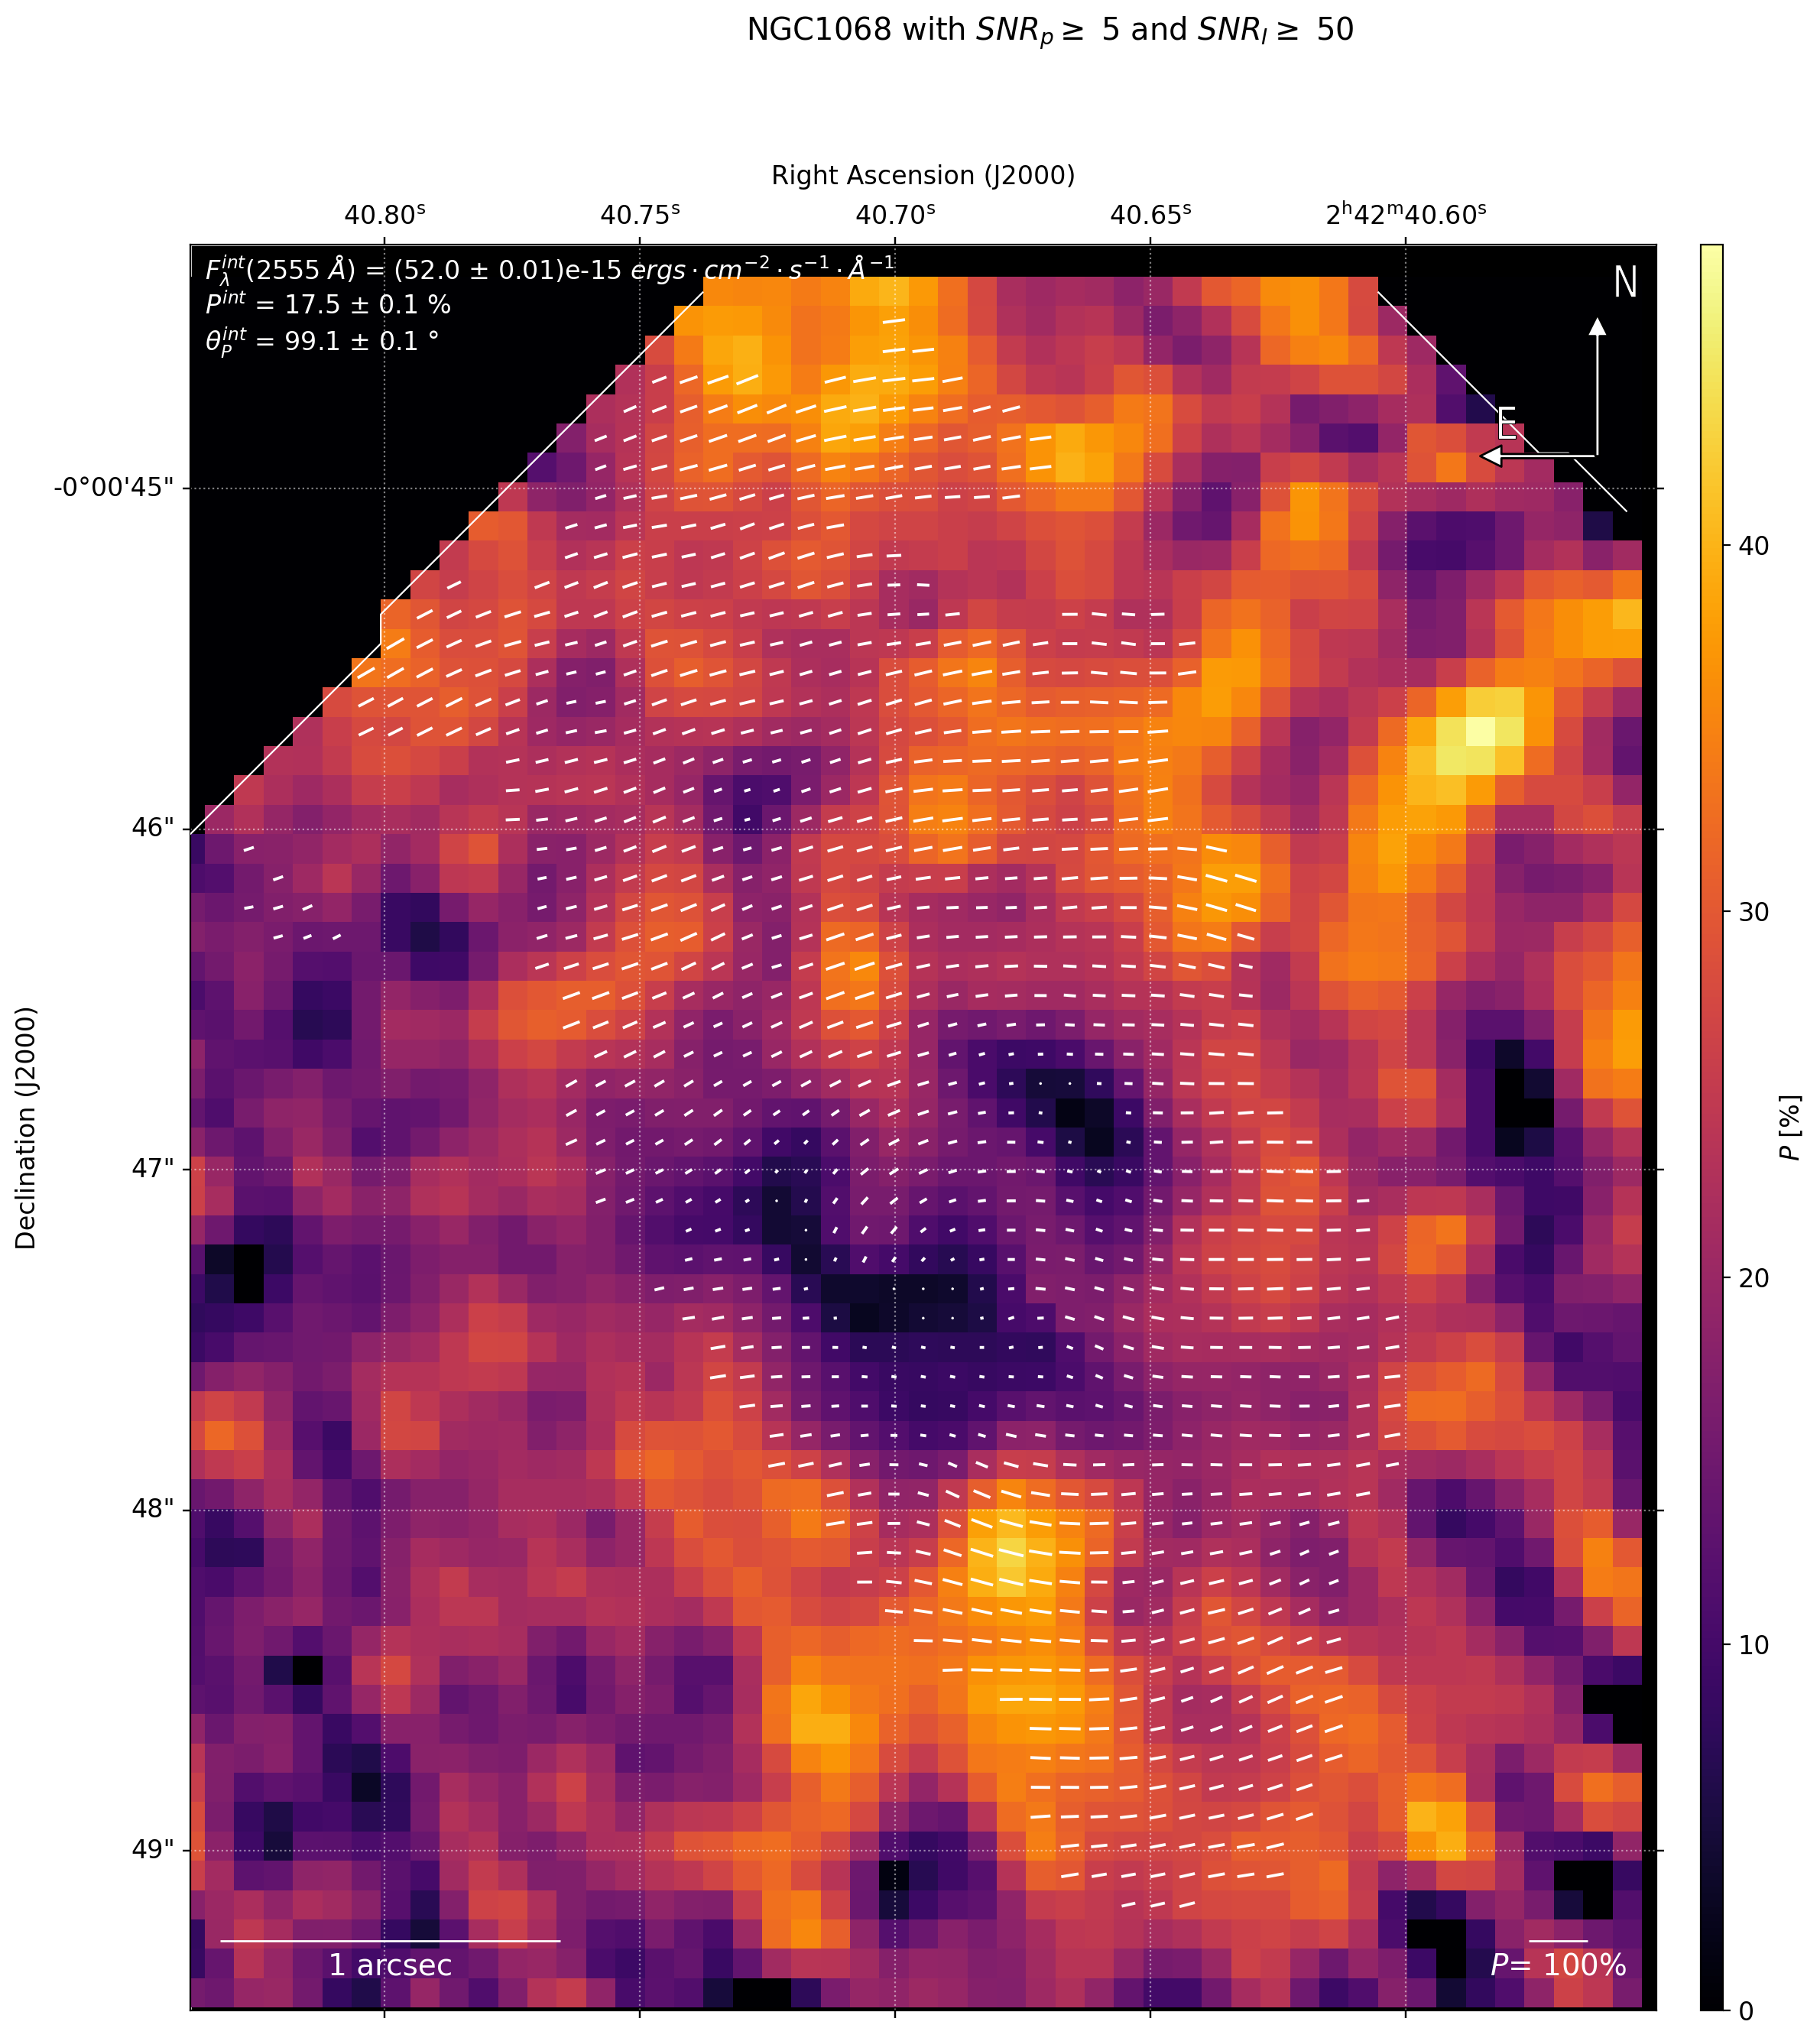 NGC1068 with SNR_p ≥ 5 and SNR_I ≥ 50
Right Ascension (J2000)
40.80ˢ 40.75ˢ 40.70ˢ 40.65ˢ 2ʰ42ᵐ40.60ˢ
F_λ^int(2555 Å) = (52.0 ± 0.01)e-15 ergs · cm⁻² · s⁻¹ · Å⁻¹
P^int = 17.5 ± 0.1 %
θ_P^int = 99.1 ± 0.1 °
N
E
-0°00'45"
46"
47"
48"
49"
Declination (J2000)
1 arcsec
P= 100%
40
30
20
10
0
P [%]